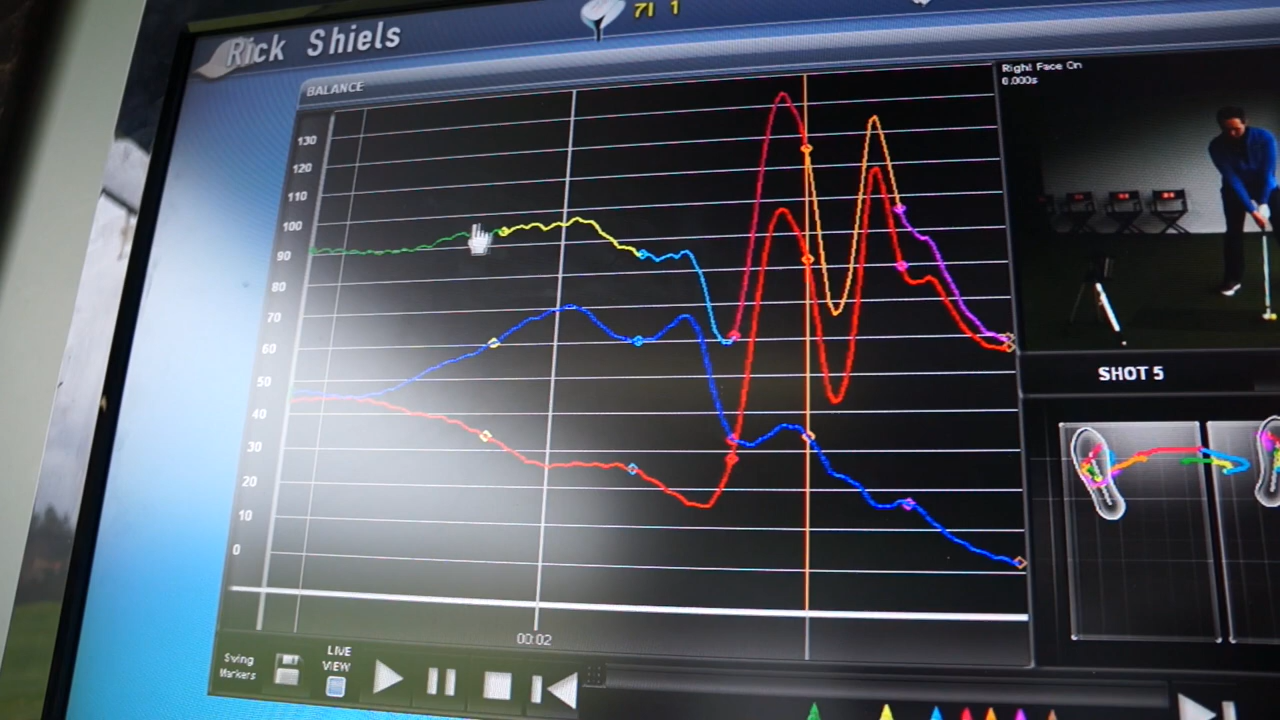 Rick Shiels
7I 1
BALANCE
Right Face On
0.000s
130
120
110
100
90
80
70
60
50
40
30
20
10
0
SHOT 5
00:02
Swing
Markers
LIVE
VIEW